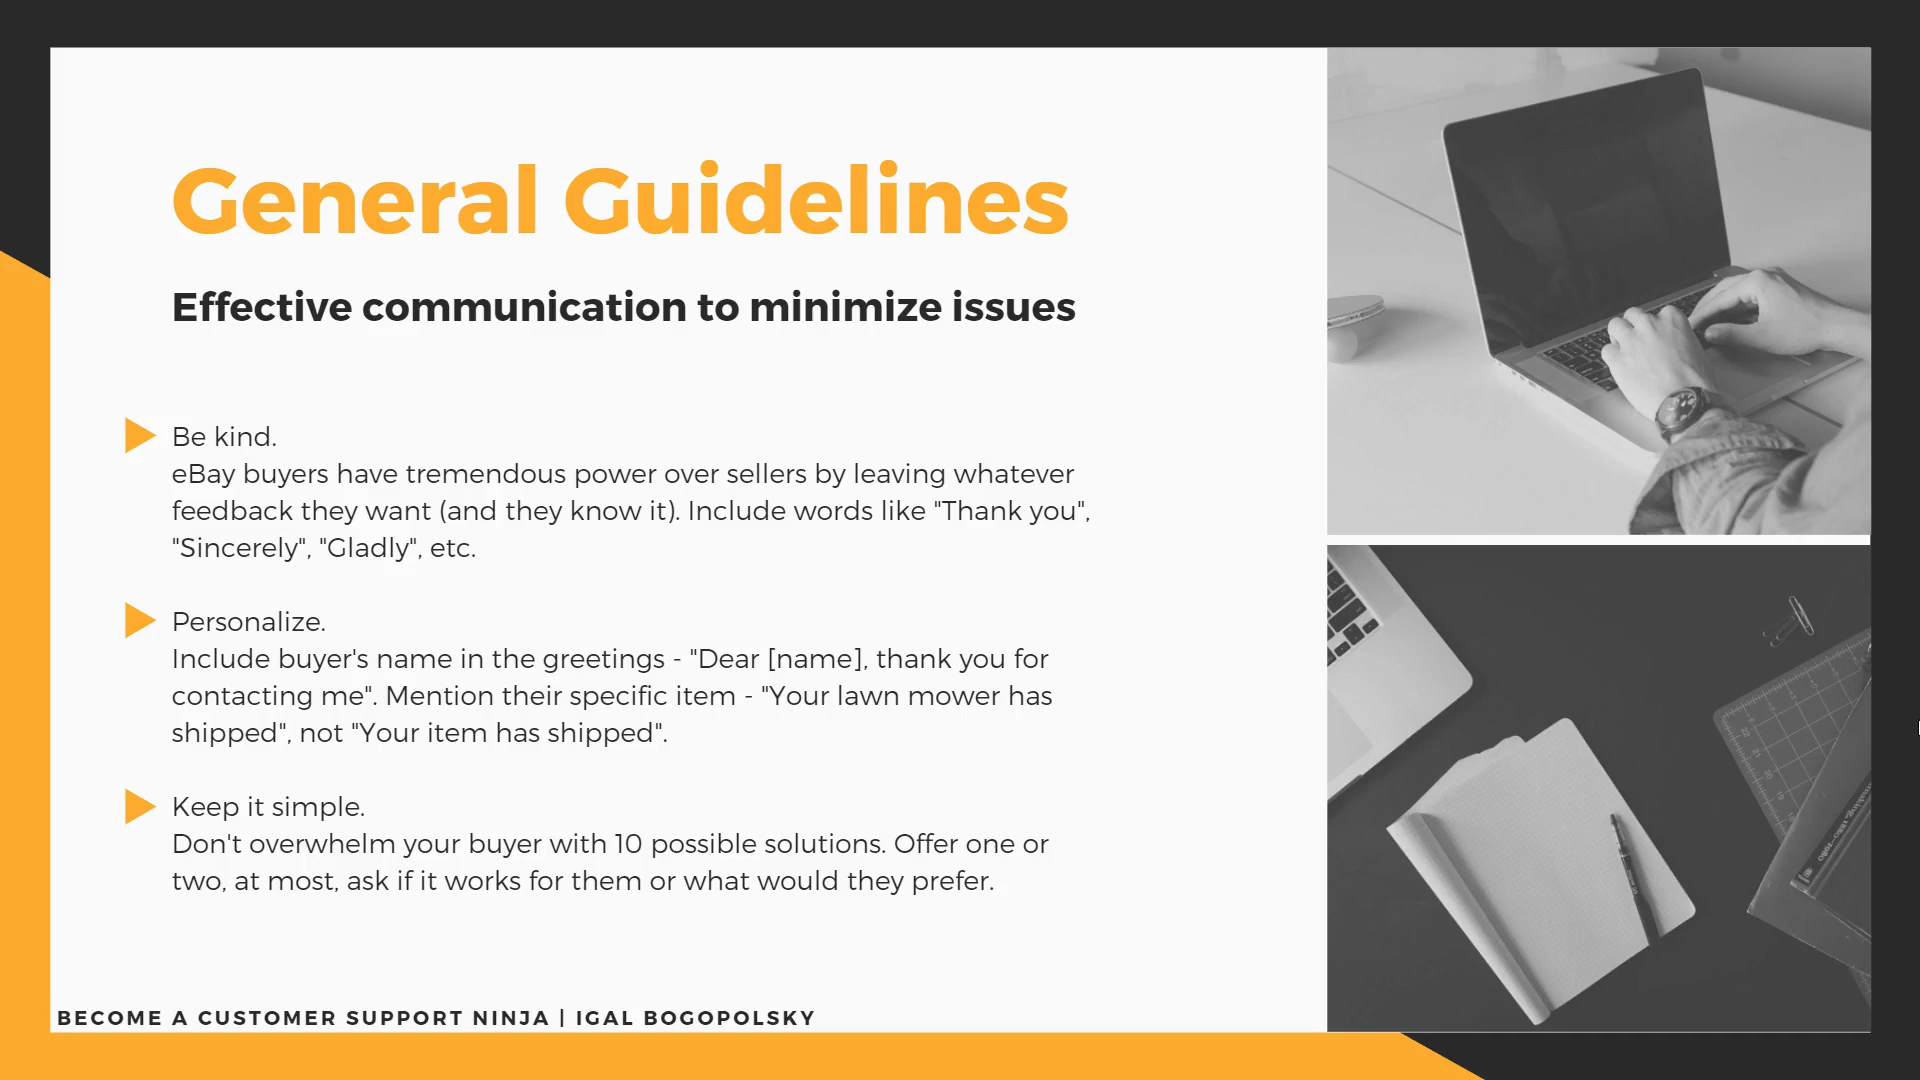 General Guidelines
Effective communication to minimize issues
Be kind.
eBay buyers have tremendous power over sellers by leaving whatever
feedback they want (and they know it). Include words like "Thank you",
"Sincerely", "Gladly", etc.
Personalize.
Include buyer's name in the greetings - "Dear [name], thank you for
contacting me". Mention their specific item - "Your lawn mower has
shipped", not "Your item has shipped".
Keep it simple.
Don't overwhelm your buyer with 10 possible solutions. Offer one or
two, at most, ask if it works for them or what would they prefer.
BECOME A CUSTOMER SUPPORT NINJA | IGAL BOGOPOLSKY